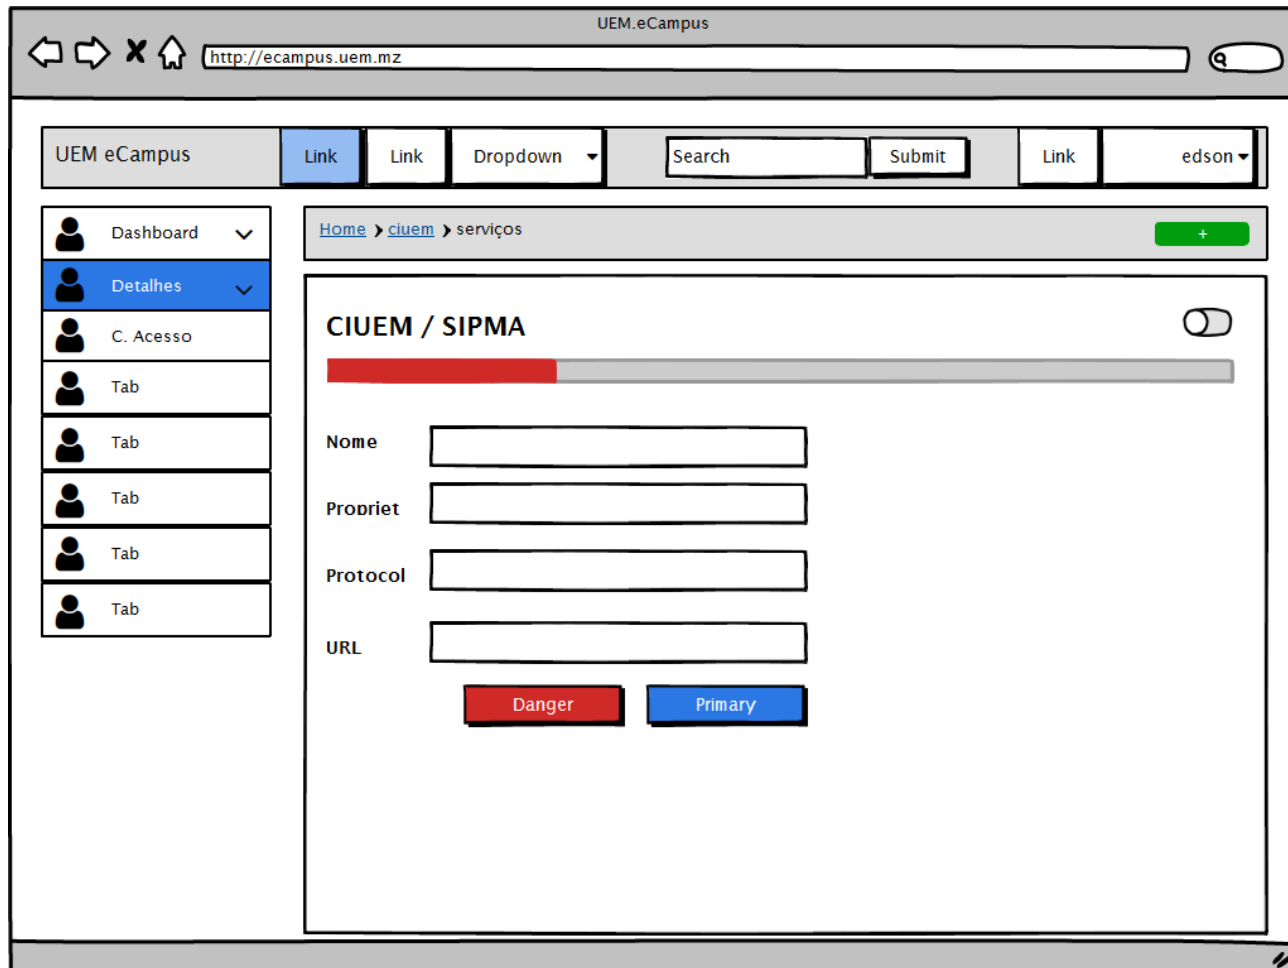 UEM.eCampus
http://ecampus.uem.mz
UEM eCampus Link Link Dropdown Search Submit Link edson
Dashboard
Detalhes
C. Acesso
Tab
Tab
Tab
Tab
Tab
Home ciuem serviços +
CIUEM / SIPMA
Nome
Propriet
Protocol
URL
Danger Primary